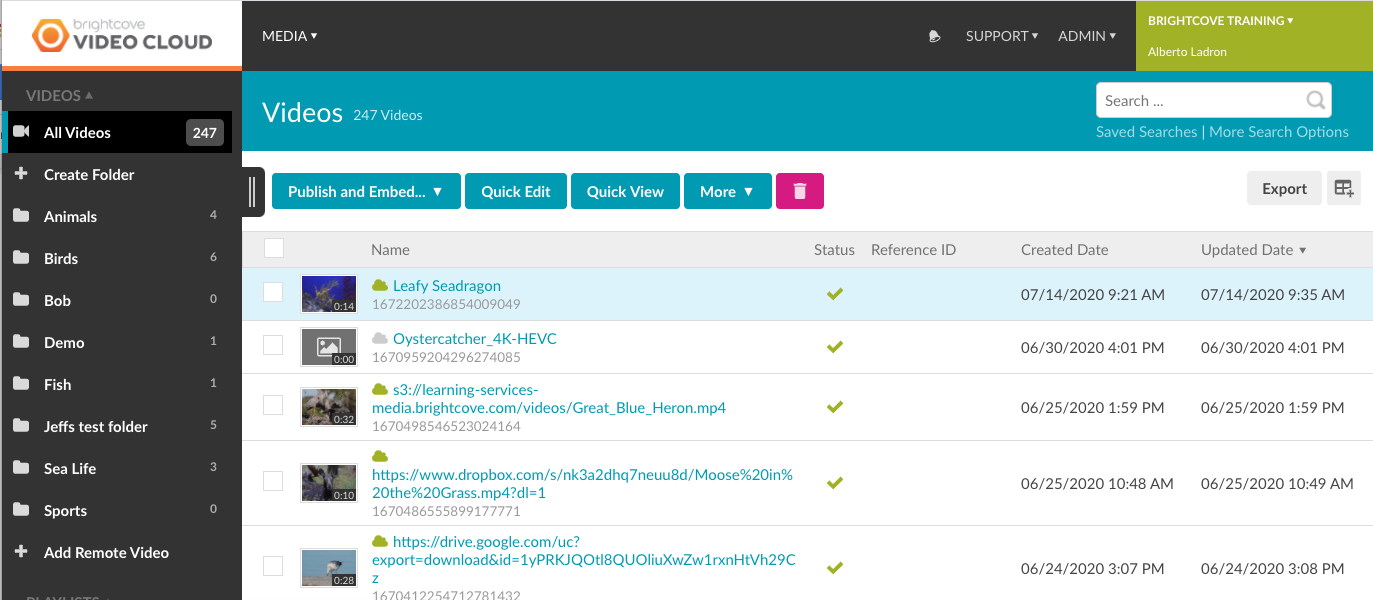 brightcove
VIDEO CLOUD
MEDIA
SUPPORT
ADMIN
BRIGHTCOVE TRAINING
Alberto Ladron
VIDEOS
All Videos 247
Create Folder
Animals 4
Birds 6
Bob 0
Demo 1
Fish 1
Jeffs test folder 5
Sea Life 3
Sports 0
Add Remote Video
PLAYLISTS
Videos 247 Videos
Search ...
Saved Searches | More Search Options
Publish and Embed... Quick Edit Quick View More
Export
Name Status Reference ID Created Date Updated Date
0:14
Leafy Seadragon
1672202386854009049
07/14/2020 9:21 AM 07/14/2020 9:35 AM
0:00
Oystercatcher_4K-HEVC
1670959204296274085
06/30/2020 4:01 PM 06/30/2020 4:01 PM
0:32
s3://learning-services-
media.brightcove.com/videos/Great_Blue_Heron.mp4
1670498546523024164
06/25/2020 1:59 PM 06/25/2020 1:59 PM
0:10
https://www.dropbox.com/s/nk3a2dhq7neuu8d/Moose%20in%
20the%20Grass.mp4?dl=1
1670486555899177771
06/25/2020 10:48 AM 06/25/2020 10:49 AM
0:28
https://drive.google.com/uc?
export=download&id=1yPRKJQOtl8QUOliuXwZw1rxnHtVh29C
z
1670412254712781432
06/24/2020 3:07 PM 06/24/2020 3:08 PM